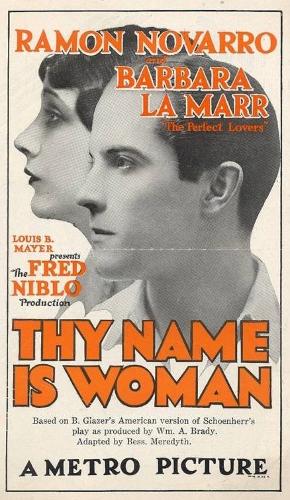 RAMON NOVARRO
and
BARBARA
LA MARR
"The Perfect Lovers"
LOUIS B.
MAYER
presents
The FRED
NIBLO
Production
THY NAME
IS WOMAN
Based on B. Glazer's American version of Schoenherr's
play as produced by Wm. A. Brady.
Adapted by Bess. Meredyth.
A METRO PICTURE